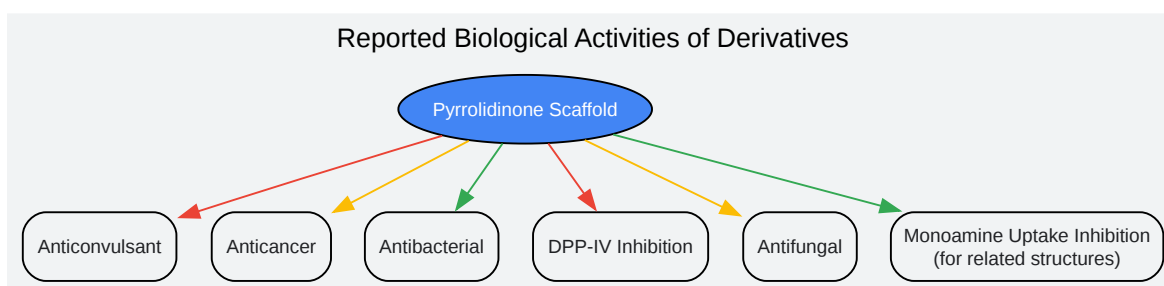 Reported Biological Activities of Derivatives
Pyrrolidinone Scaffold
Anticonvulsant
Anticancer
Antibacterial
DPP-IV Inhibition
Antifungal
Monoamine Uptake Inhibition
(for related structures)